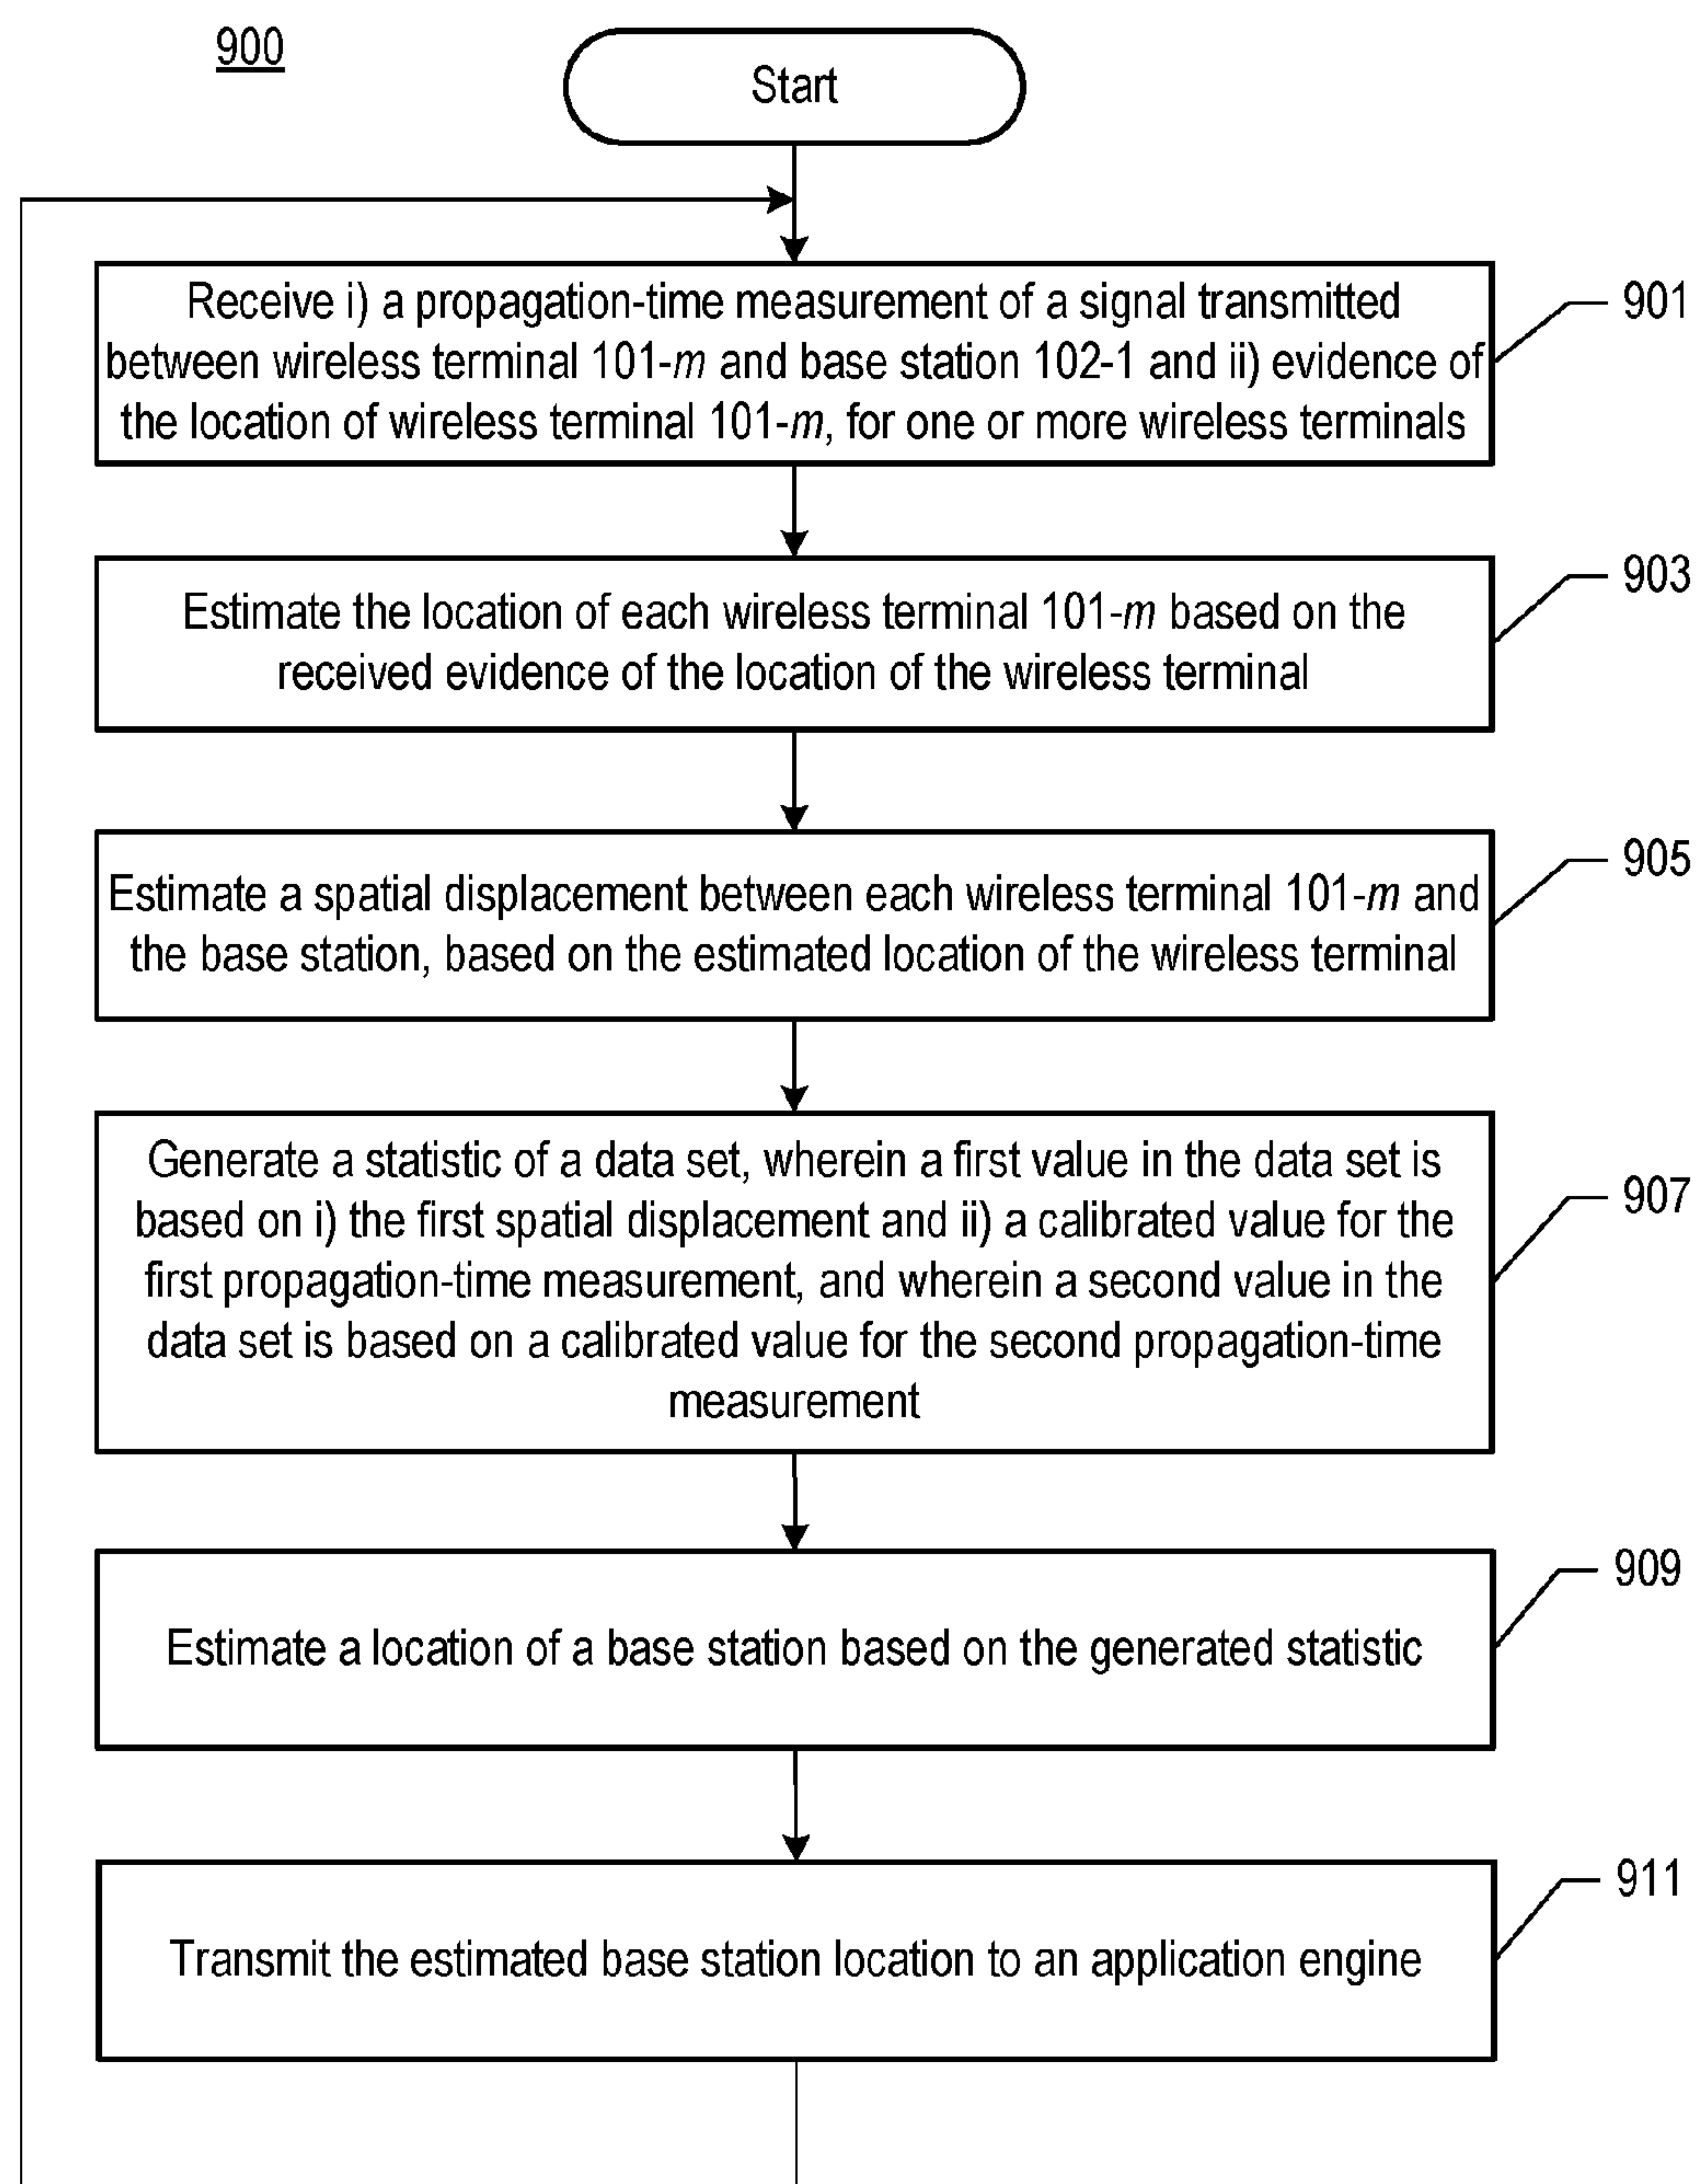 900
Start
Receive i) a propagation-time measurement of a signal transmitted
between wireless terminal 101-m and base station 102-1 and ii) evidence of
the location of wireless terminal 101-m, for one or more wireless terminals
901
Estimate the location of each wireless terminal 101-m based on the
received evidence of the location of the wireless terminal
903
Estimate a spatial displacement between each wireless terminal 101-m and
the base station, based on the estimated location of the wireless terminal
905
Generate a statistic of a data set, wherein a first value in the data set is
based on i) the first spatial displacement and ii) a calibrated value for the
first propagation-time measurement, and wherein a second value in the
data set is based on a calibrated value for the second propagation-time
measurement
907
Estimate a location of a base station based on the generated statistic
909
Transmit the estimated base station location to an application engine
911